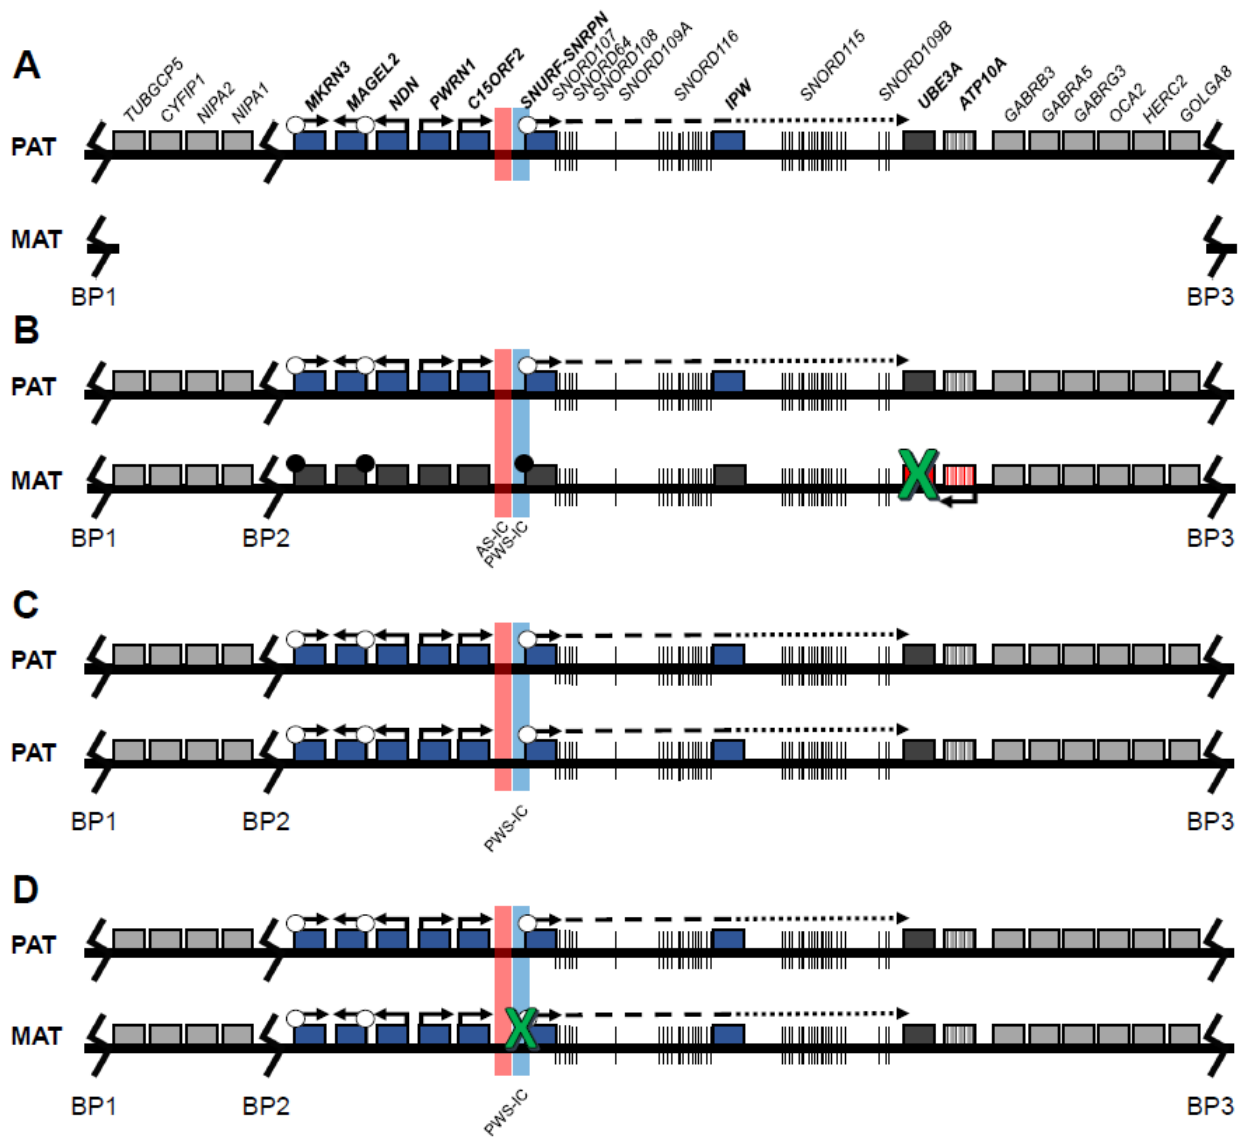 A
TUBGCP5
CYFIP1
NIPA2
NIPA1
MKRN3
MAGEL2
NDN
PWRN1
C15ORF2
SNURF-SNRPN
SNORD107
SNORD64
SNORD108
SNORD109A
SNORD116
IPW
SNORD115
SNORD109B
UBE3A
ATP10A
GABRB3
GABRA5
GABRG3
OCA2
HERC2
GOLGA8
PAT
MAT
BP1 BP3
B
PAT
MAT
X
BP1 BP2 AS-IC PWS-IC BP3
C
PAT
PAT
BP1 BP2 PWS-IC BP3
D
PAT
MAT
X
BP1 BP2 PWS-IC BP3